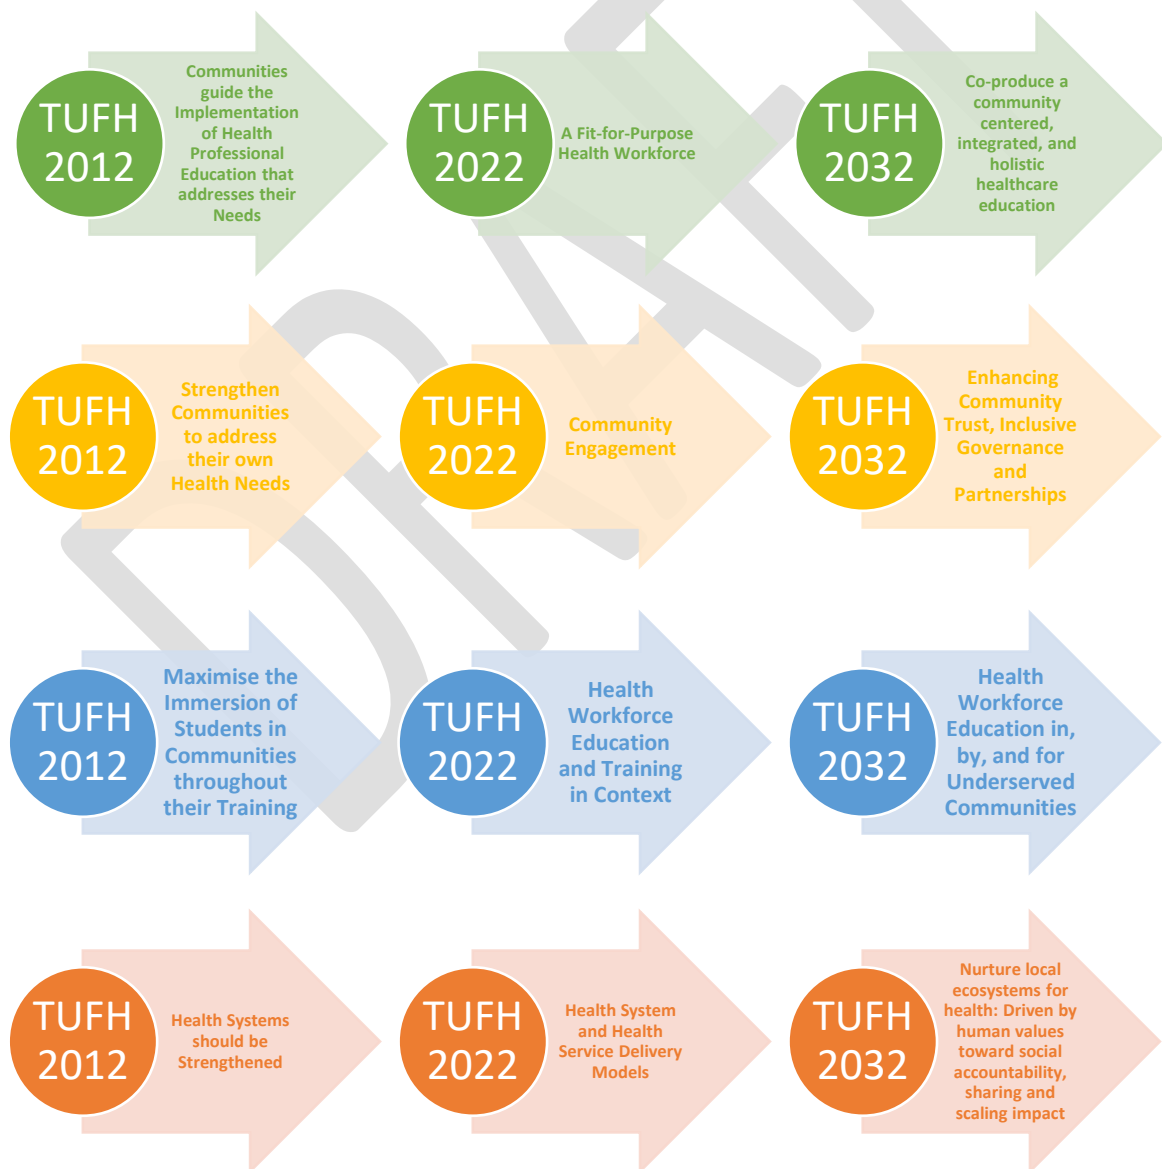 TUFH
2012
Communities
guide the
Implementation
of Health
Professional
Education that
addresses their
Needs
TUFH
2022
A Fit-for-Purpose
Health Workforce
TUFH
2032
Co-produce a
community
centered,
integrated, and
holistic
healthcare
education
TUFH
2012
Strengthen
Communities
to address
their own
Health Needs
TUFH
2022
Community
Engagement
TUFH
2032
Enhancing
Community
Trust, Inclusive
Governance
and
Partnerships
TUFH
2012
Maximise the
Immersion of
Students in
Communities
throughout
their Training
TUFH
2022
Health
Workforce
Education
and Training
in Context
TUFH
2032
Health
Workforce
Education in,
by, and for
Underserved
Communities
TUFH
2012
Health Systems
should be
Strengthened
TUFH
2022
Health System
and Health
Service Delivery
Models
TUFH
2032
Nurture local
ecosystems for
health: Driven by
human values
toward social
accountability,
sharing and
scaling impact
DRAFT